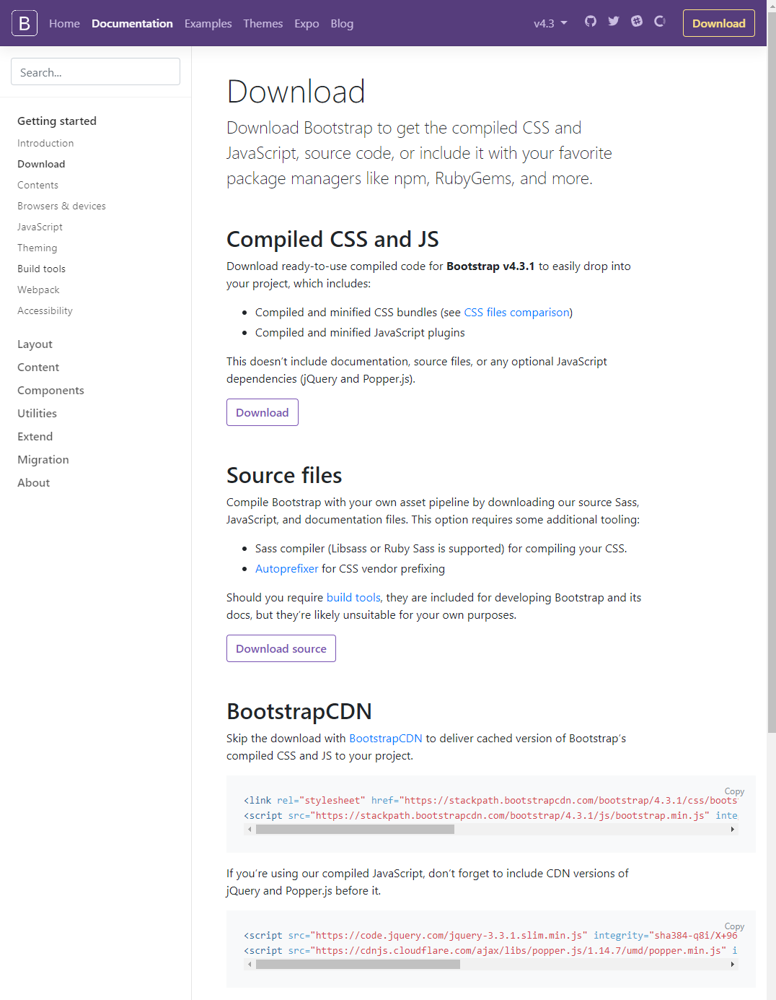 B Home Documentation Examples Themes Expo Blog v4.3 Download
Search...
Getting started
Introduction
Download
Contents
Browsers & devices
JavaScript
Theming
Build tools
Webpack
Accessibility
Layout
Content
Components
Utilities
Extend
Migration
About
Download
Download Bootstrap to get the compiled CSS and
JavaScript, source code, or include it with your favorite
package managers like npm, RubyGems, and more.
Compiled CSS and JS
Download ready-to-use compiled code for Bootstrap v4.3.1 to easily drop into
your project, which includes:
• Compiled and minified CSS bundles (see CSS files comparison)
• Compiled and minified JavaScript plugins
This doesn’t include documentation, source files, or any optional JavaScript
dependencies (jQuery and Popper.js).
Download
Source files
Compile Bootstrap with your own asset pipeline by downloading our source Sass,
JavaScript, and documentation files. This option requires some additional tooling:
• Sass compiler (Libsass or Ruby Sass is supported) for compiling your CSS.
• Autoprefixer for CSS vendor prefixing
Should you require build tools, they are included for developing Bootstrap and its
docs, but they’re likely unsuitable for your own purposes.
Download source
BootstrapCDN
Skip the download with BootstrapCDN to deliver cached version of Bootstrap’s
compiled CSS and JS to your project.
Copy
<link rel="stylesheet" href="https://stackpath.bootstrapcdn.com/bootstrap/4.3.1/css/boots
<script src="https://stackpath.bootstrapcdn.com/bootstrap/4.3.1/js/bootstrap.min.js" inte
If you’re using our compiled JavaScript, don’t forget to include CDN versions of
jQuery and Popper.js before it.
Copy
<script src="https://code.jquery.com/jquery-3.3.1.slim.min.js" integrity="sha384-q8i/X+96
<script src="https://cdnjs.cloudflare.com/ajax/libs/popper.js/1.14.7/umd/popper.min.js" i